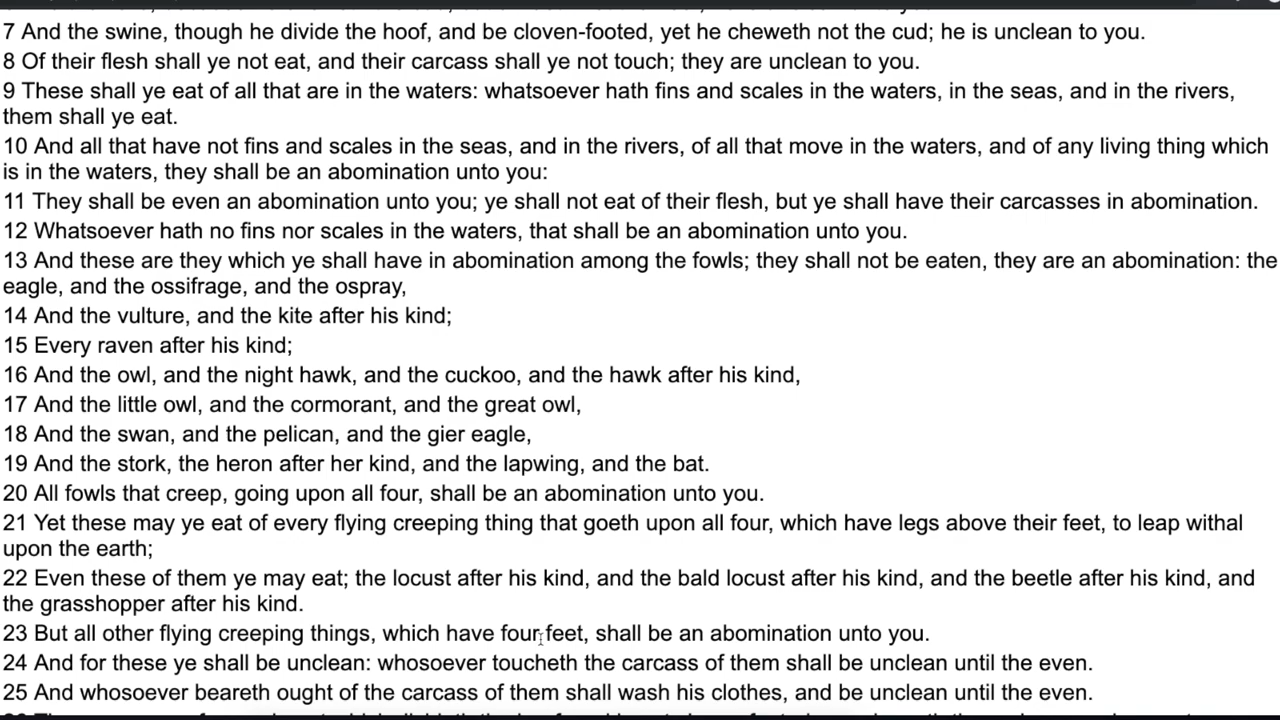 7 And the swine, though he divide the hoof, and be cloven-footed, yet he cheweth not the cud; he is unclean to you.
8 Of their flesh shall ye not eat, and their carcass shall ye not touch; they are unclean to you.
9 These shall ye eat of all that are in the waters: whatsoever hath fins and scales in the waters, in the seas, and in the rivers,
them shall ye eat.
10 And all that have not fins and scales in the seas, and in the rivers, of all that move in the waters, and of any living thing which
is in the waters, they shall be an abomination unto you:
11 They shall be even an abomination unto you; ye shall not eat of their flesh, but ye shall have their carcasses in abomination.
12 Whatsoever hath no fins nor scales in the waters, that shall be an abomination unto you.
13 And these are they which ye shall have in abomination among the fowls; they shall not be eaten, they are an abomination: the
eagle, and the ossifrage, and the ospray,
14 And the vulture, and the kite after his kind;
15 Every raven after his kind;
16 And the owl, and the night hawk, and the cuckoo, and the hawk after his kind,
17 And the little owl, and the cormorant, and the great owl,
18 And the swan, and the pelican, and the gier eagle,
19 And the stork, the heron after her kind, and the lapwing, and the bat.
20 All fowls that creep, going upon all four, shall be an abomination unto you.
21 Yet these may ye eat of every flying creeping thing that goeth upon all four, which have legs above their feet, to leap withal
upon the earth;
22 Even these of them ye may eat; the locust after his kind, and the bald locust after his kind, and the beetle after his kind, and
the grasshopper after his kind.
23 But all other flying creeping things, which have four feet, shall be an abomination unto you.
24 And for these ye shall be unclean: whosoever toucheth the carcass of them shall be unclean until the even.
25 And whosoever beareth ought of the carcass of them shall wash his clothes, and be unclean until the even.